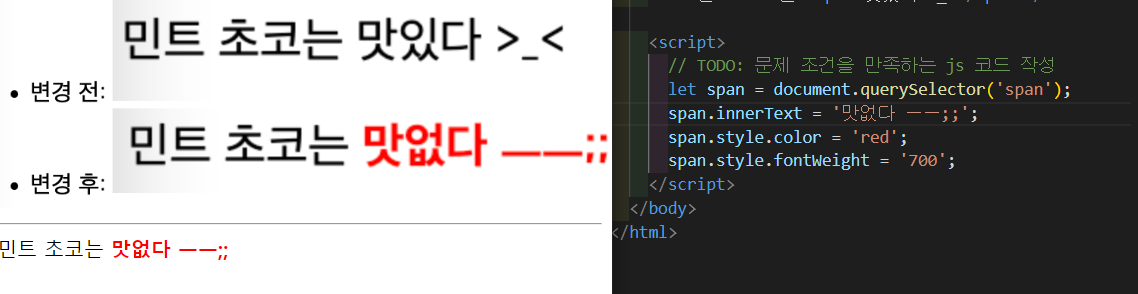 민트 초코는 맛있다 >_<
• 변경 전:
민트 초코는 맛없다 ㅡㅡ;;
• 변경 후:
민트 초코는 맛없다 ㅡㅡ;;
<script>
// TODO: 문제 조건을 만족하는 js 코드 작성
let span = document.querySelector('span');
span.innerText = '맛없다 ㅡㅡ;;';
span.style.color = 'red';
span.style.fontWeight = '700';
</script>
</body>
</html>